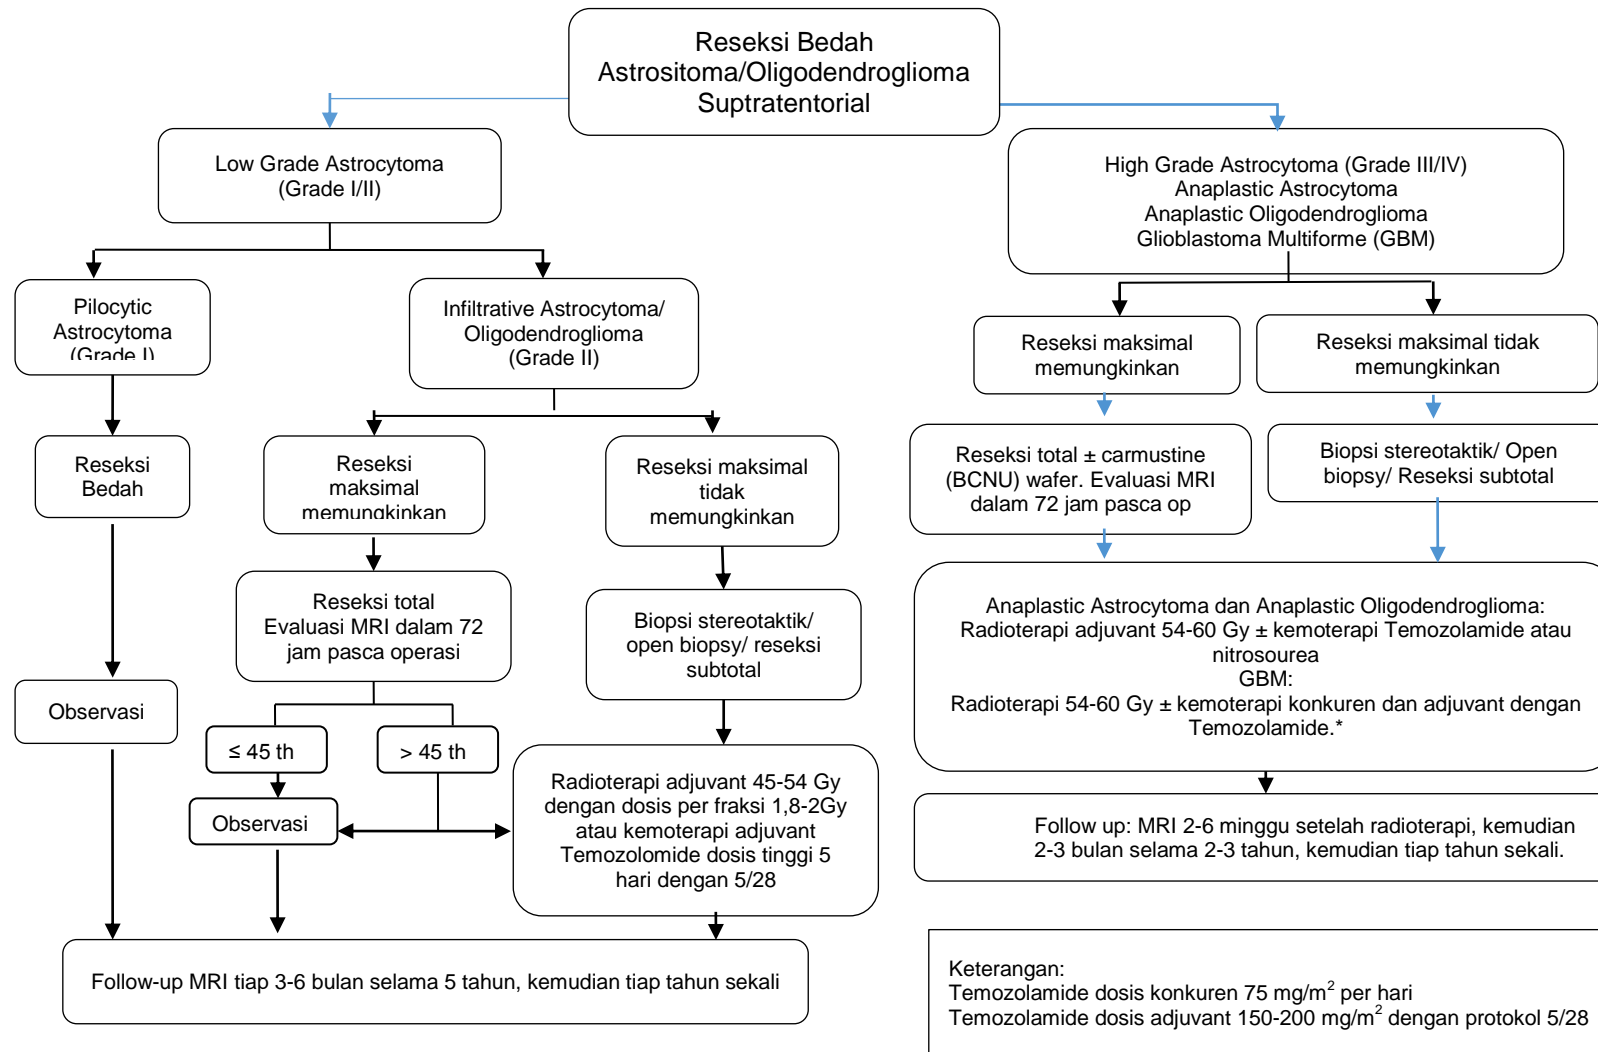 Reseksi Bedah
Astrositoma/Oligodendroglioma
Suptratentorial
Low Grade Astrocytoma
(Grade I/II)
High Grade Astrocytoma (Grade III/IV)
Anaplastic Astrocytoma
Anaplastic Oligodendroglioma
Glioblastoma Multiforme (GBM)
Pilocytic
Astrocytoma
(Grade I)
Infiltrative Astrocytoma/
Oligodendroglioma
(Grade II)
Reseksi maksimal
memungkinkan
Reseksi maksimal tidak
memungkinkan
Reseksi
Bedah
Reseksi
maksimal
memungkinkan
Reseksi maksimal
tidak
memungkinkan
Reseksi total ± carmustine
(BCNU) wafer. Evaluasi MRI
dalam 72 jam pasca op
Biopsi stereotaktik/ Open
biopsy/ Reseksi subtotal
Reseksi total
Evaluasi MRI dalam 72
jam pasca operasi
Biopsi stereotaktik/
open biopsy/ reseksi
subtotal
Anaplastic Astrocytoma dan Anaplastic Oligodendroglioma:
Radioterapi adjuvant 54-60 Gy ± kemoterapi Temozolamide atau
nitrosourea
GBM:
Radioterapi 54-60 Gy ± kemoterapi konkuren dan adjuvant dengan
Temozolamide.*
Observasi
≤ 45 th
> 45 th
Observasi
Radioterapi adjuvant 45-54 Gy
dengan dosis per fraksi 1,8-2Gy
atau kemoterapi adjuvant
Temozolomide dosis tinggi 5
hari dengan 5/28
Follow up: MRI 2-6 minggu setelah radioterapi, kemudian
2-3 bulan selama 2-3 tahun, kemudian tiap tahun sekali.
Follow-up MRI tiap 3-6 bulan selama 5 tahun, kemudian tiap tahun sekali
Keterangan:
Temozolamide dosis konkuren 75 mg/m² per hari
Temozolamide dosis adjuvant 150-200 mg/m² dengan protokol 5/28